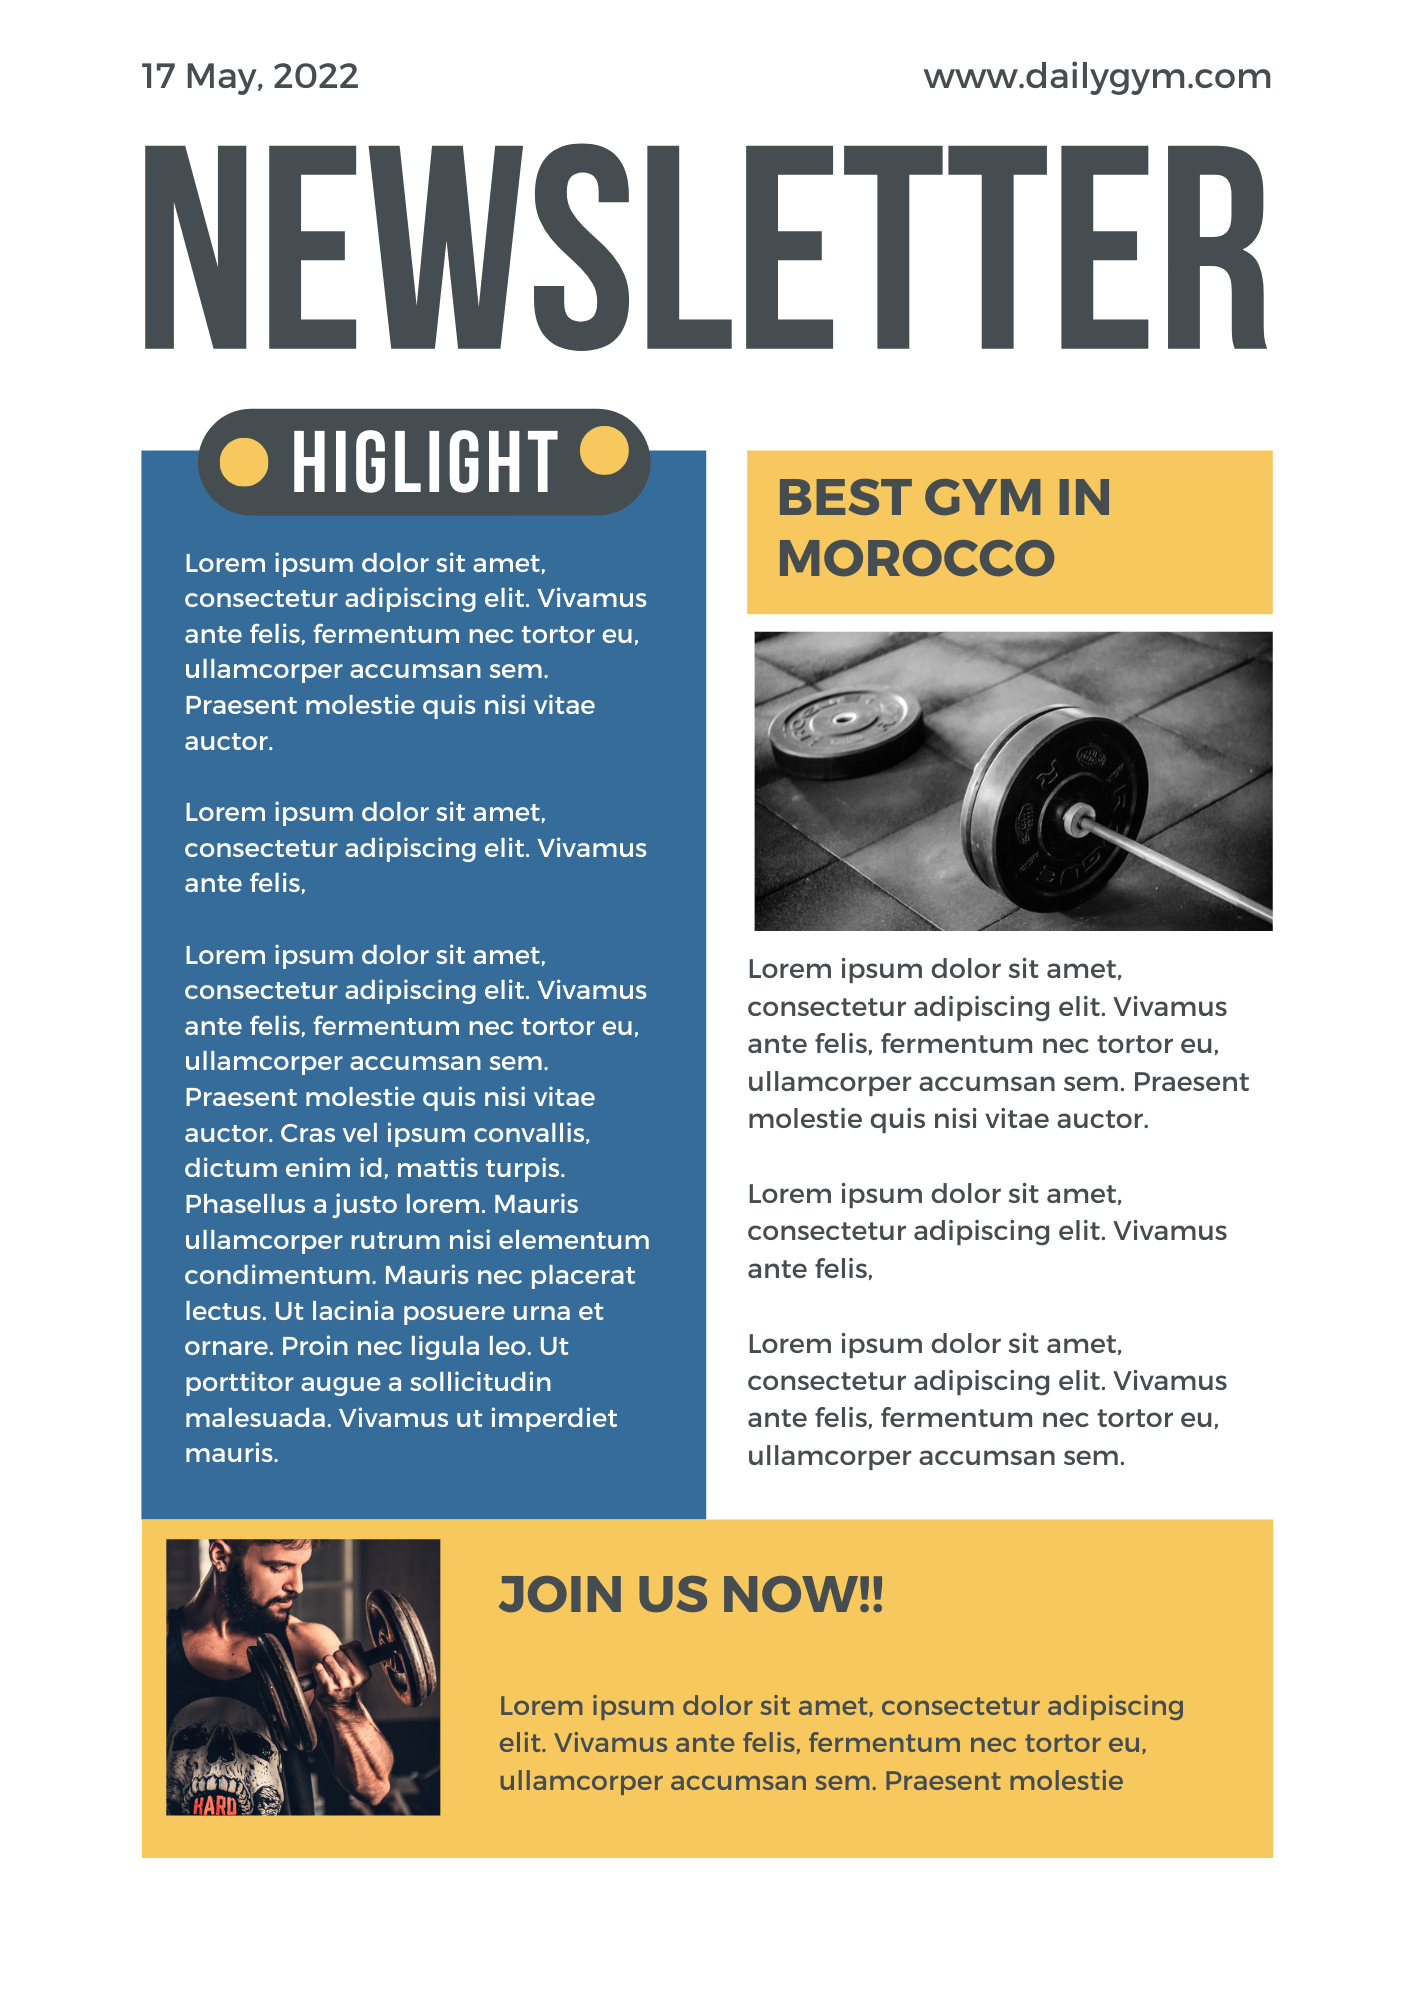 17 May, 2022
www.dailygym.com
NEWSLETTER
HIGLIGHT
Lorem ipsum dolor sit amet,
consectetur adipiscing elit. Vivamus
ante felis, fermentum nec tortor eu,
ullamcorper accumsan sem.
Praesent molestie quis nisi vitae
auctor.
Lorem ipsum dolor sit amet,
consectetur adipiscing elit. Vivamus
ante felis,
Lorem ipsum dolor sit amet,
consectetur adipiscing elit. Vivamus
ante felis, fermentum nec tortor eu,
ullamcorper accumsan sem.
Praesent molestie quis nisi vitae
auctor. Cras vel ipsum convallis,
dictum enim id, mattis turpis.
Phasellus a justo lorem. Mauris
ullamcorper rutrum nisi elementum
condimentum. Mauris nec placerat
lectus. Ut lacinia posuere urna et
ornare. Proin nec ligula leo. Ut
porttitor augue a sollicitudin
malesuada. Vivamus ut imperdiet
mauris.
BEST GYM IN
MOROCCO
Lorem ipsum dolor sit amet,
consectetur adipiscing elit. Vivamus
ante felis, fermentum nec tortor eu,
ullamcorper accumsan sem. Praesent
molestie quis nisi vitae auctor.
Lorem ipsum dolor sit amet,
consectetur adipiscing elit. Vivamus
ante felis,
Lorem ipsum dolor sit amet,
consectetur adipiscing elit. Vivamus
ante felis, fermentum nec tortor eu,
ullamcorper accumsan sem.
HARD
JOIN US NOW!!
Lorem ipsum dolor sit amet, consectetur adipiscing
elit. Vivamus ante felis, fermentum nec tortor eu,
ullamcorper accumsan sem. Praesent molestie